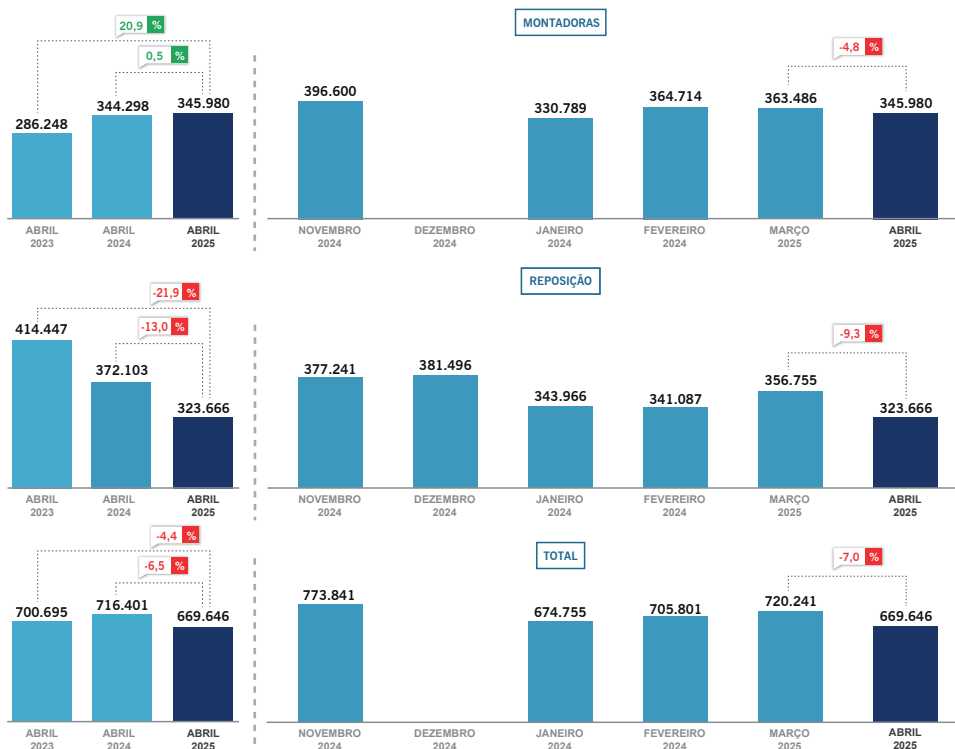 MONTADORAS
20,9 %
0,5 %
286.248
344.298
345.980
ABRIL
2023
ABRIL
2024
ABRIL
2025
-4,8 %
396.600
330.789
364.714
363.486
345.980
NOVEMBRO
2024
DEZEMBRO
JANEIRO
2024
FEVEREIRO
2024
MARÇO
2025
ABRIL
2025
REPOSIÇÃO
-21,9 %
-13,0 %
414.447
372.103
323.666
ABRIL
2023
ABRIL
2024
ABRIL
2025
-9,3 %
377.241
381.496
343.966
341.087
356.755
323.666
NOVEMBRO
2024
DEZEMBRO
2024
JANEIRO
2024
FEVEREIRO
2024
MARÇO
2025
ABRIL
2025
TOTAL
-4,4 %
-6,5 %
700.695
716.401
669.646
ABRIL
2023
ABRIL
2024
ABRIL
2025
-7,0 %
773.841
674.755
705.801
720.241
669.646
NOVEMBRO
2024
DEZEMBRO
JANEIRO
2024
FEVEREIRO
2024
MARÇO
2025
ABRIL
2025